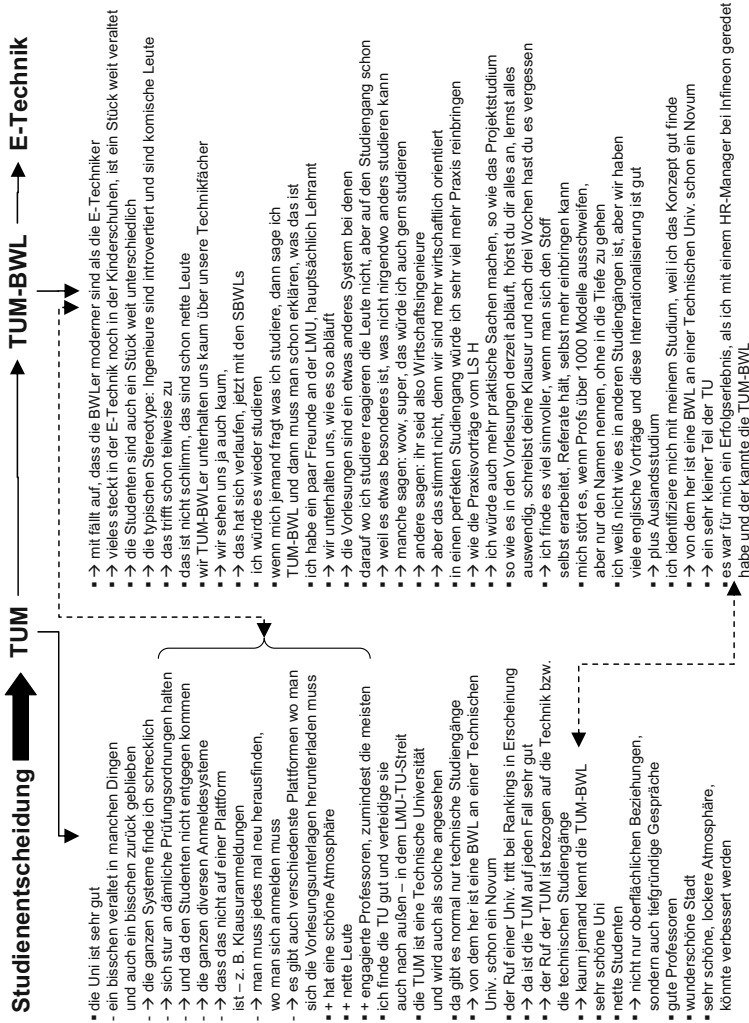 Studienentscheidung → TUM → TUM-BWL → E-Technik
▪ die Uni ist sehr gut
- ein bisschen veraltet in manchen Dingen
und auch ein bisschen zurück geblieben
- → die ganzen Systeme finde ich schrecklich
- → sich stur an dämliche Prüfungsordnungen halten
- → und da den Studenten nicht entgegen kommen
- → die ganzen diversen Anmeldesysteme
- → dass das nicht auf einer Plattform
ist – z. B. Klausuranmeldungen
- → man muss jedes mal neu herausfinden,
wo man sich anmelden muss
- → es gibt auch verschiedenste Plattformen wo man
sich die Vorlesungsunterlagen herunterladen muss
▪ + hat eine schöne Atmosphäre
▪ + nette Leute
▪ + engagierte Professoren, zumindest die meisten
▪ ich finde die TU gut und verteidige sie
auch nach außen – in dem LMU-TU-Streit
▪ die TUM ist eine Technische Universität
und wird auch als solche angesehen
▪ da gibt es normal nur technische Studiengänge
▪ → von dem her ist eine BWL an einer Technischen
Univ. schon ein Novum
▪ der Ruf einer Univ. tritt bei Rankings in Erscheinung
▪ → da ist die TUM auf jeden Fall sehr gut
▪ → der Ruf der TUM ist bezogen auf die Technik bzw.
die technischen Studiengänge
▪ → kaum jemand kennt die TUM-BWL
▪ sehr schöne Uni
▪ nette Studenten
▪ → nicht nur oberflächlichen Beziehungen,
sondern auch tiefgründige Gespräche
▪ gute Professoren
▪ wunderschöne Stadt
▪ sehr schöne, lockere Atmosphäre,
könnte verbessert werden
▪ → mit fällt auf, dass die BWLer moderner sind als die E-Techniker
▪ → vieles steckt in der E-Technik noch in der Kinderschuhen, ist ein Stück weit veraltet
▪ die Studenten sind auch ein Stück weit unterschiedlich
▪ → die typischen Stereotype: Ingenieure sind introvertiert und sind komische Leute
▪ → das trifft schon teilweise zu
▪ das ist nicht schlimm, das sind schon nette Leute
▪ wir TUM-BWLer unterhalten uns kaum über unsere Technikfächer
▪ → wir sehen uns ja auch kaum,
▪ → das hat sich verlaufen, jetzt mit den SBWLs
▪ ich würde es wieder studieren
▪ wenn mich jemand fragt was ich studiere, dann sage ich
TUM-BWL und dann muss man schon erklären, was das ist
▪ ich habe ein paar Freunde an der LMU, hauptsächlich Lehramt
▪ → wir unterhalten uns, wie es so abläuft
▪ → die Vorlesungen sind ein etwas anderes System bei denen
▪ darauf wo ich studiere reagieren die Leute nicht, aber auf den Studiengang schon
▪ → weil es etwas besonderes ist, was nicht nirgendwo anders studieren kann
▪ → manche sagen: wow, super, das würde ich auch gern studieren
▪ → andere sagen: ihr seid also Wirtschaftsingenieure
▪ → aber das stimmt nicht, denn wir sind mehr wirtschaftlich orientiert
▪ in einen perfekten Studiengang würde ich sehr viel mehr Praxis reinbringen
▪ → wie die Praxisvorträge vom LS H
▪ → ich würde auch mehr praktische Sachen machen, so wie das Projektstudium
▪ so wie es in den Vorlesungen derzeit abläuft, hörst du dir alles an, lernst alles
auswendig, schreibst deine Klausur und nach drei Wochen hast du es vergessen
▪ → ich finde es viel sinnvoller, wenn man sich den Stoff
selbst erarbeitet, Referate hält, selbst mehr einbringen kann
▪ mich stört es, wenn Profs über 1000 Modelle ausschweifen,
aber nur den Namen nennen, ohne in die Tiefe zu gehen
▪ ich weiß nicht wie es in anderen Studiengängen ist, aber wir haben
viele englische Vorträge und diese Internationalisierung ist gut
▪ → plus Auslandsstudium
▪ ich identifiziere mich mit meinem Studium, weil ich das Konzept gut finde
▪ → von dem her ist eine BWL an einer Technischen Univ. schon ein Novum
▪ → ein sehr kleiner Teil der TU
▪ es war für mich ein Erfolgserlebnis, als ich mit einem HR-Manager bei Infineon geredet
habe und der kannte die TUM-BWL